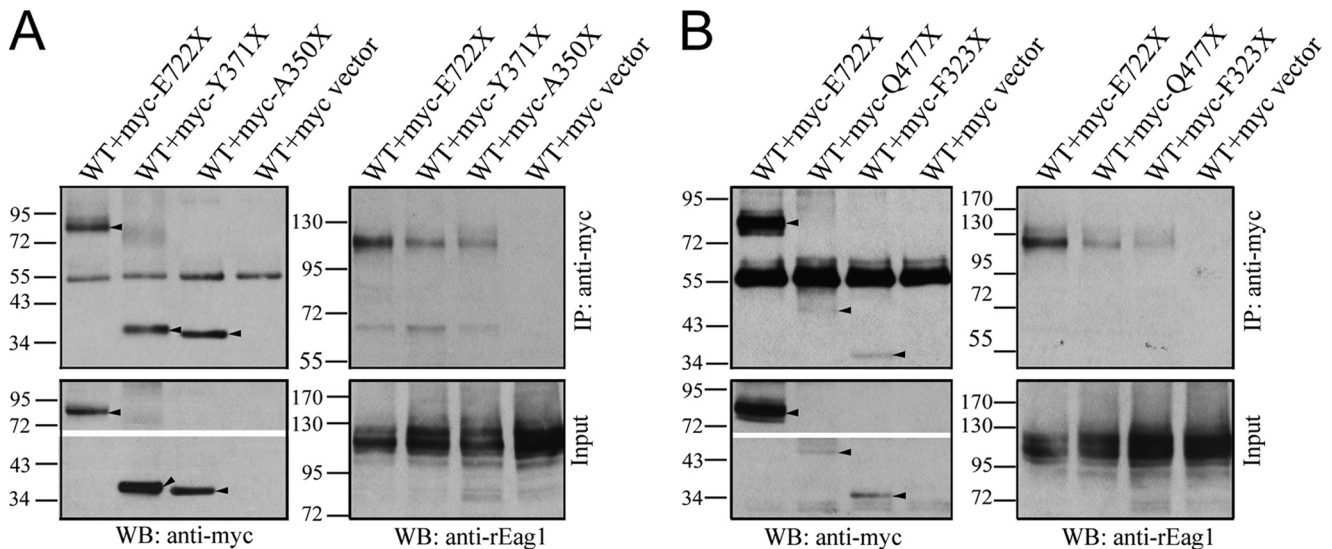 A
WT+myc-E722X
WT+myc-Y371X
WT+myc-A350X
WT+myc vector
WT+myc-E722X
WT+myc-Y371X
WT+myc-A350X
WT+myc vector
95
72
55
43
34
130
95
72
55
IP: anti-myc
95
72
43
34
170
130
95
72
Input
WB: anti-myc
WB: anti-rEag1
B
WT+myc-E722X
WT+myc-Q477X
WT+myc-F323X
WT+myc vector
WT+myc-E722X
WT+myc-Q477X
WT+myc-F323X
WT+myc vector
95
72
55
43
34
170
130
95
72
55
IP: anti-myc
95
72
43
34
170
130
95
72
Input
WB: anti-myc
WB: anti-rEag1